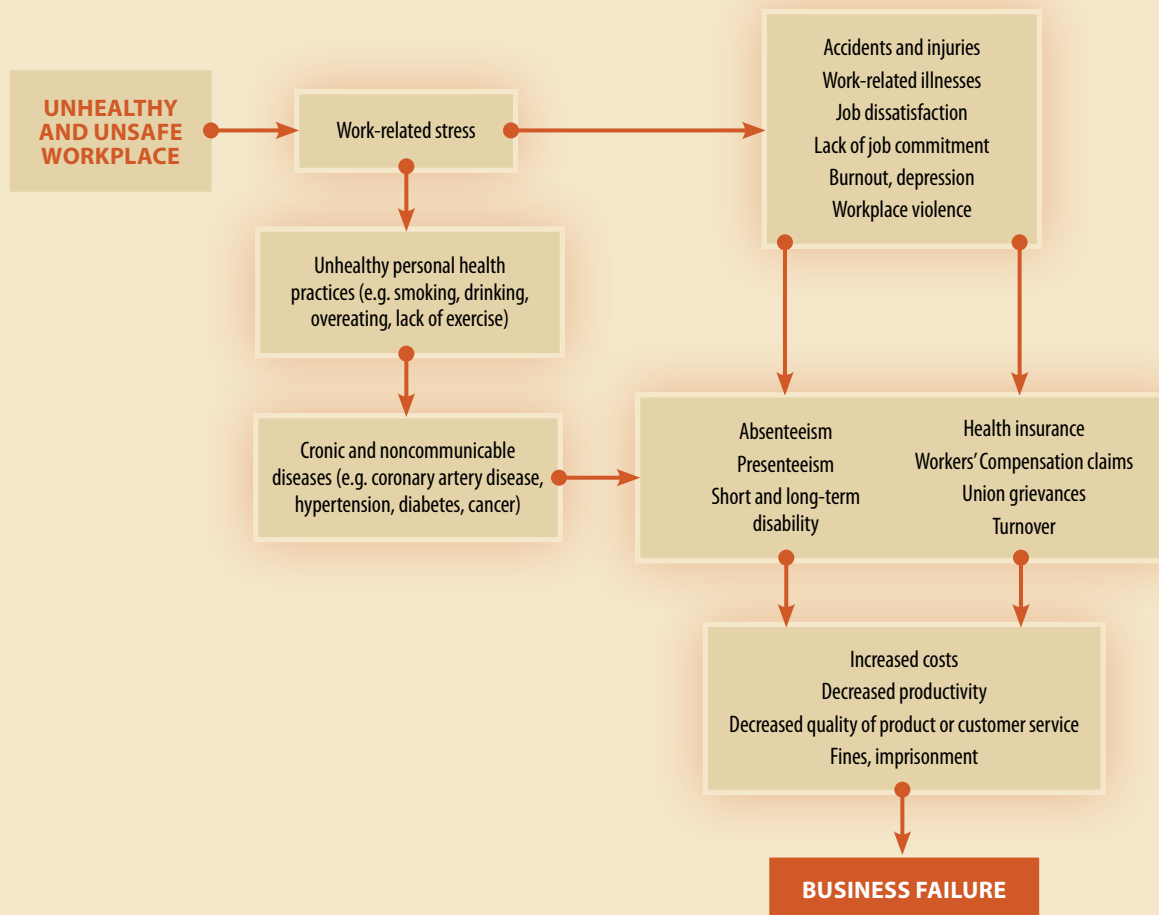 UNHEALTHY
AND UNSAFE
WORKPLACE
Work-related stress
Accidents and injuries
Work-related illnesses
Job dissatisfaction
Lack of job commitment
Burnout, depression
Workplace violence
Unhealthy personal health
practices (e.g. smoking, drinking,
overeating, lack of exercise)
Cronic and noncommunicable
diseases (e.g. coronary artery disease,
hypertension, diabetes, cancer)
Absenteeism
Presenteeism
Short and long-term
disability
Health insurance
Workers’ Compensation claims
Union grievances
Turnover
Increased costs
Decreased productivity
Decreased quality of product or customer service
Fines, imprisonment
BUSINESS FAILURE